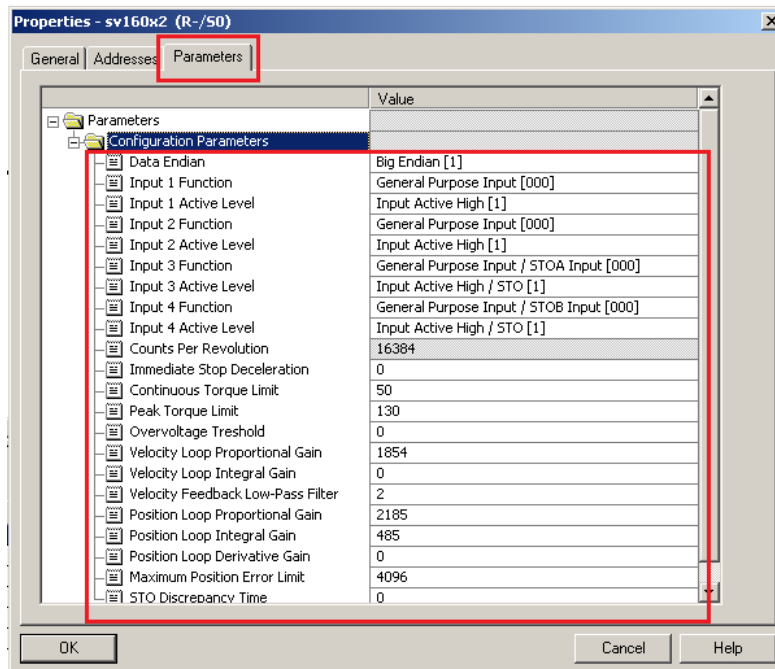 Properties - sv160x2 (R-/S0)
General Addresses Parameters
Value
Parameters
Configuration Parameters
Data Endian Big Endian [1]
Input 1 Function General Purpose Input [000]
Input 1 Active Level Input Active High [1]
Input 2 Function General Purpose Input [000]
Input 2 Active Level Input Active High [1]
Input 3 Function General Purpose Input / STOA Input [000]
Input 3 Active Level Input Active High / STO [1]
Input 4 Function General Purpose Input / STOB Input [000]
Input 4 Active Level Input Active High / STO [1]
Counts Per Revolution 16384
Immediate Stop Deceleration 0
Continuous Torque Limit 50
Peak Torque Limit 130
Overvoltage Treshold 0
Velocity Loop Proportional Gain 1854
Velocity Loop Integral Gain 0
Velocity Feedback Low-Pass Filter 2
Position Loop Proportional Gain 2185
Position Loop Integral Gain 485
Position Loop Derivative Gain 0
Maximum Position Error Limit 4096
STO Discrepancy Time 0
OK Cancel Help